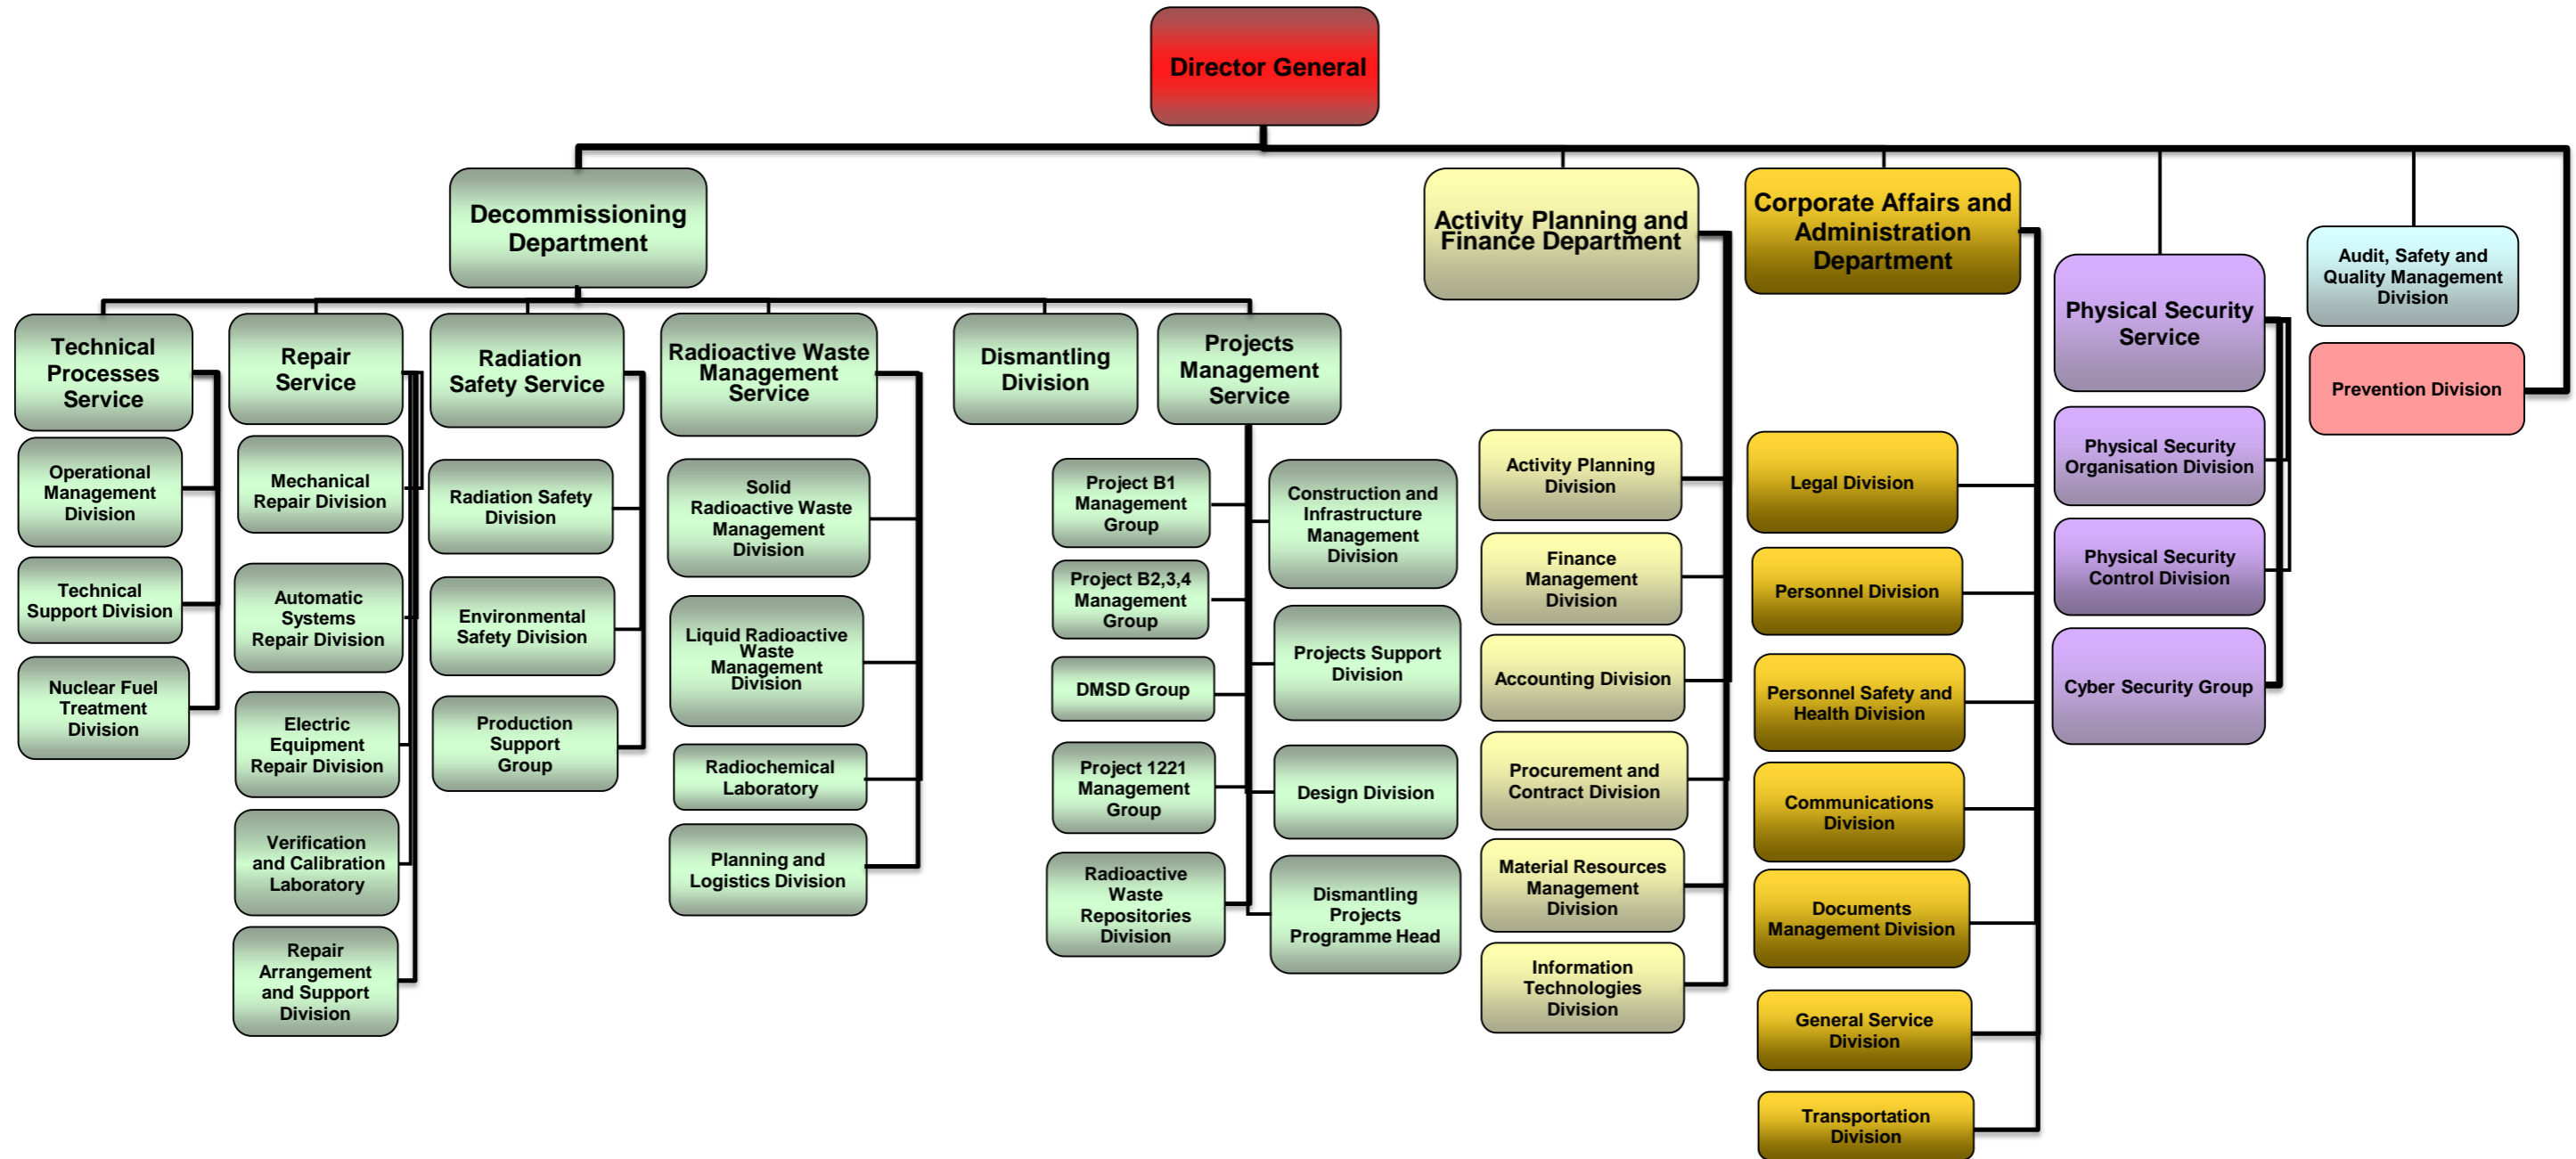 Director General
Decommissioning
Department
Activity Planning and
Finance Department
Corporate Affairs and
Administration
Department
Physical Security
Service
Audit, Safety and
Quality Management
Division
Prevention Division
Technical
Processes
Service
Repair
Service
Radiation
Safety Service
Radioactive Waste
Management
Service
Dismantling
Division
Projects
Management
Service
Operational
Management
Division
Technical
Support Division
Nuclear Fuel
Treatment
Division
Mechanical
Repair Division
Automatic
Systems
Repair Division
Electric
Equipment
Repair Division
Verification
and Calibration
Laboratory
Repair
Arrangement
and Support
Division
Radiation Safety
Division
Environmental
Safety Division
Production
Support
Group
Solid
Radioactive Waste
Management
Division
Liquid Radioactive
Waste
Management
Division
Radiochemical
Laboratory
Planning and
Logistics Division
Project B1
Management
Group
Project B2,3,4
Management
Group
DMSD Group
Project 1221
Management
Group
Radioactive
Waste
Repositories
Division
Construction and
Infrastructure
Management
Division
Projects Support
Division
Design Division
Dismantling
Projects
Programme Head
Activity Planning
Division
Finance
Management
Division
Accounting Division
Procurement and
Contract Division
Material Resources
Management
Division
Information
Technologies
Division
Legal Division
Personnel Division
Personnel Safety and
Health Division
Communications
Division
Documents
Management Division
General Service
Division
Transportation
Division
Physical Security
Organisation Division
Physical Security
Control Division
Cyber Security Group